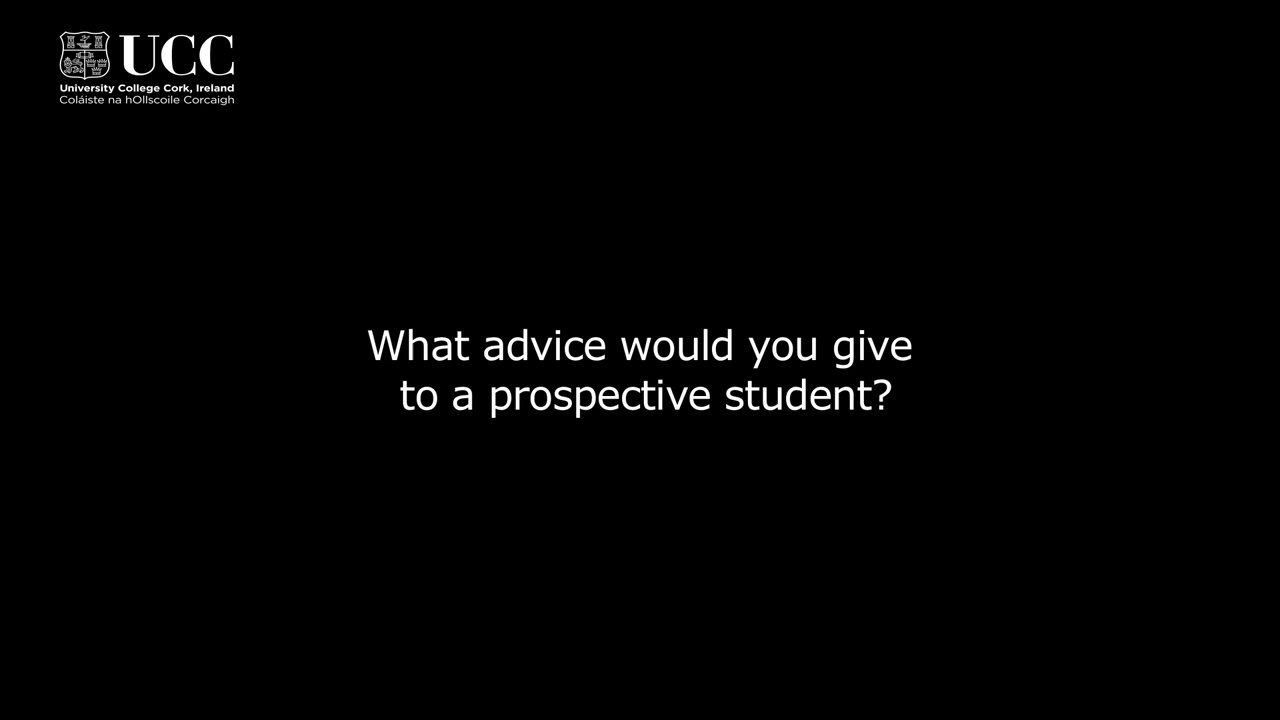 UCC
University College Cork, Ireland
Coláiste na hOllscoile Corcaigh
What advice would you give
to a prospective student?